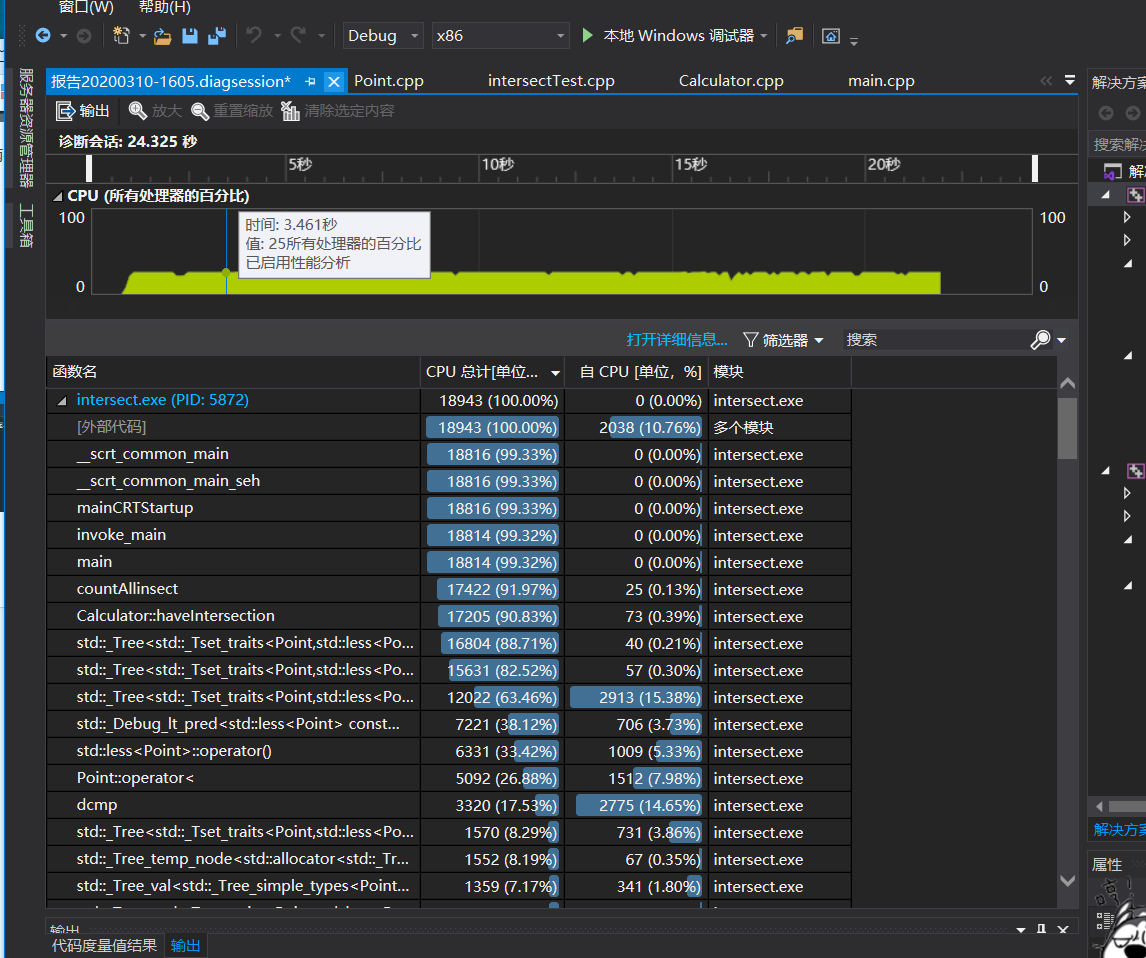 窗口(W) 帮助(H)
Debug x86 本地 Windows 调试器
服务器资源管理器
工具箱
报告20200310-1605.diagsession* Point.cpp intersectTest.cpp Calculator.cpp main.cpp
输出 放大 重置缩放 清除选定内容
诊断会话: 24.325 秒
5秒 10秒 15秒 20秒
CPU (所有处理器的百分比)
100 100
时间: 3.461秒
值: 25所有处理器的百分比
已启用性能分析
0 0
打开详细信息... 筛选器 搜索
函数名 CPU 总计[单位... 自 CPU [单位，%] 模块
intersect.exe (PID: 5872) 18943 (100.00%) 0 (0.00%) intersect.exe
[外部代码] 18943 (100.00%) 2038 (10.76%) 多个模块
__scrt_common_main 18816 (99.33%) 0 (0.00%) intersect.exe
__scrt_common_main_seh 18816 (99.33%) 0 (0.00%) intersect.exe
mainCRTStartup 18816 (99.33%) 0 (0.00%) intersect.exe
invoke_main 18814 (99.32%) 0 (0.00%) intersect.exe
main 18814 (99.32%) 0 (0.00%) intersect.exe
countAllinsect 17422 (91.97%) 25 (0.13%) intersect.exe
Calculator::haveIntersection 17205 (90.83%) 73 (0.39%) intersect.exe
std::_Tree<std::_Tset_traits<Point,std::less<Po... 16804 (88.71%) 40 (0.21%) intersect.exe
std::_Tree<std::_Tset_traits<Point,std::less<Po... 15631 (82.52%) 57 (0.30%) intersect.exe
std::_Tree<std::_Tset_traits<Point,std::less<Po... 12022 (63.46%) 2913 (15.38%) intersect.exe
std::_Debug_lt_pred<std::less<Point> const... 7221 (38.12%) 706 (3.73%) intersect.exe
std::less<Point>::operator() 6331 (33.42%) 1009 (5.33%) intersect.exe
Point::operator< 5092 (26.88%) 1512 (7.98%) intersect.exe
dcmp 3320 (17.53%) 2775 (14.65%) intersect.exe
std::_Tree<std::_Tset_traits<Point,std::less<Po... 1570 (8.29%) 731 (3.86%) intersect.exe
std::_Tree_temp_node<std::allocator<std::_Tr... 1552 (8.19%) 67 (0.35%) intersect.exe
std::_Tree_val<std::_Tree_simple_types<Point... 1359 (7.17%) 341 (1.80%) intersect.exe
输出
代码度量值结果 输出
解决方案
搜索解决
解决
解决方案
属性